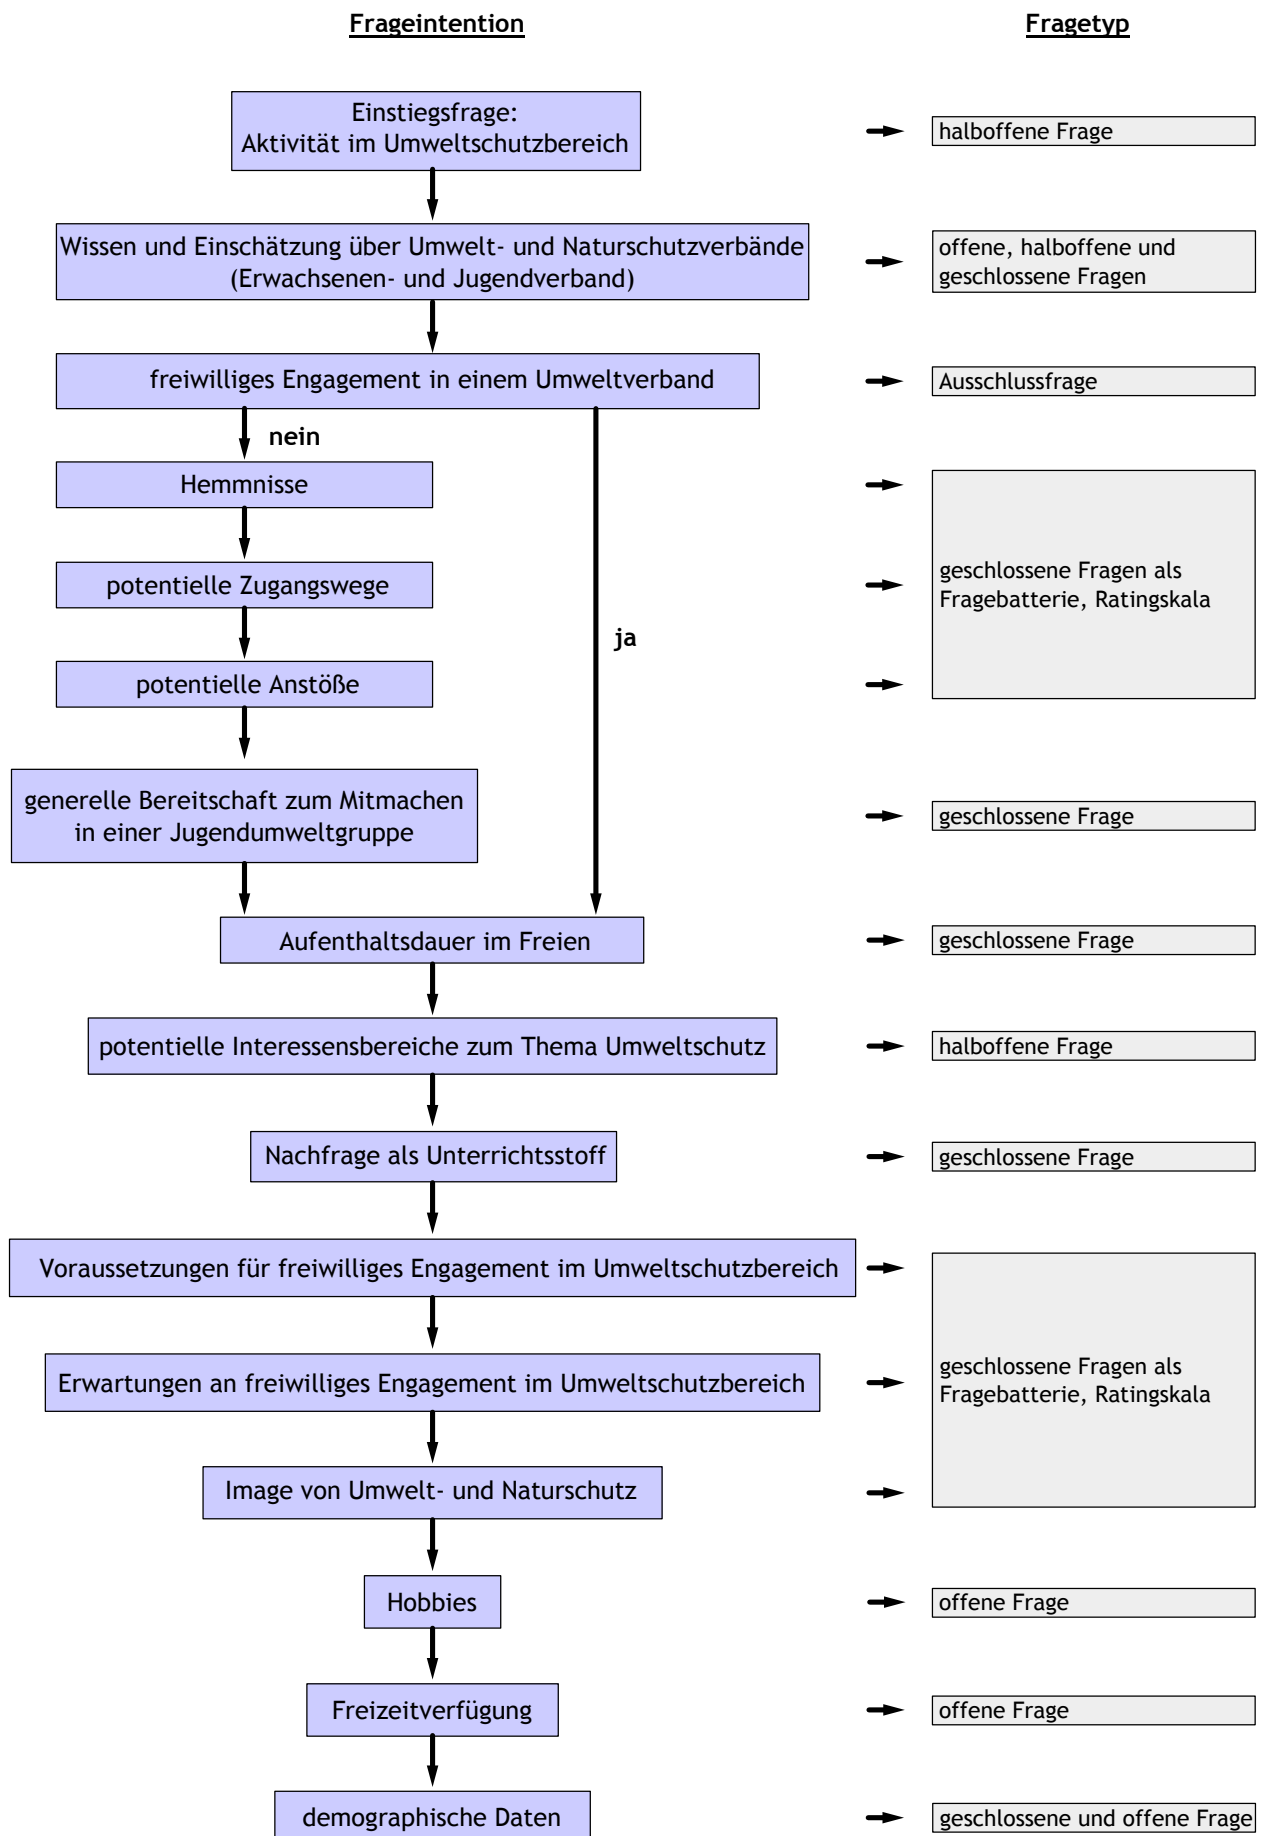 Frageintention
Fragetyp
Einstiegsfrage:
Aktivität im Umweltschutzbereich
halboffene Frage
Wissen und Einschätzung über Umwelt- und Naturschutzverbände
(Erwachsenen- und Jugendverband)
offene, halboffene und
geschlossene Fragen
freiwilliges Engagement in einem Umweltverband
Ausschlussfrage
nein
ja
Hemmnisse
potentielle Zugangswege
potentielle Anstöße
geschlossene Fragen als
Fragebatterie, Ratingskala
generelle Bereitschaft zum Mitmachen
in einer Jugendumweltgruppe
geschlossene Frage
Aufenthaltsdauer im Freien
geschlossene Frage
potentielle Interessensbereiche zum Thema Umweltschutz
halboffene Frage
Nachfrage als Unterrichtsstoff
geschlossene Frage
Voraussetzungen für freiwilliges Engagement im Umweltschutzbereich
Erwartungen an freiwilliges Engagement im Umweltschutzbereich
Image von Umwelt- und Naturschutz
geschlossene Fragen als
Fragebatterie, Ratingskala
Hobbies
offene Frage
Freizeitverfügung
offene Frage
demographische Daten
geschlossene und offene Frage